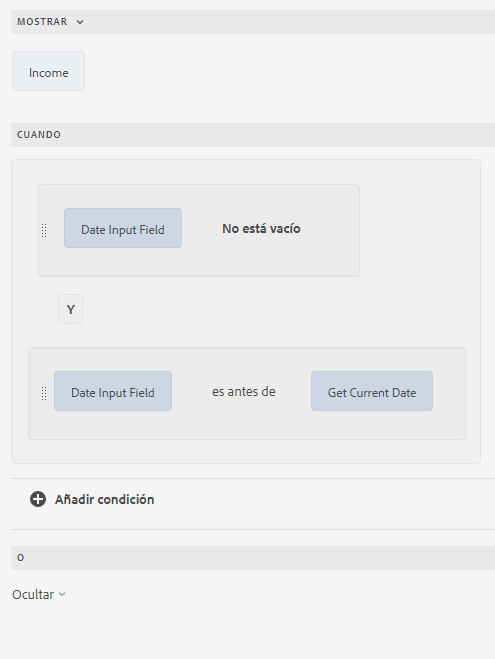 MOSTRAR
Income
CUANDO
Date Input Field No está vacío
Y
Date Input Field es antes de Get Current Date
Añadir condición
O
Ocultar